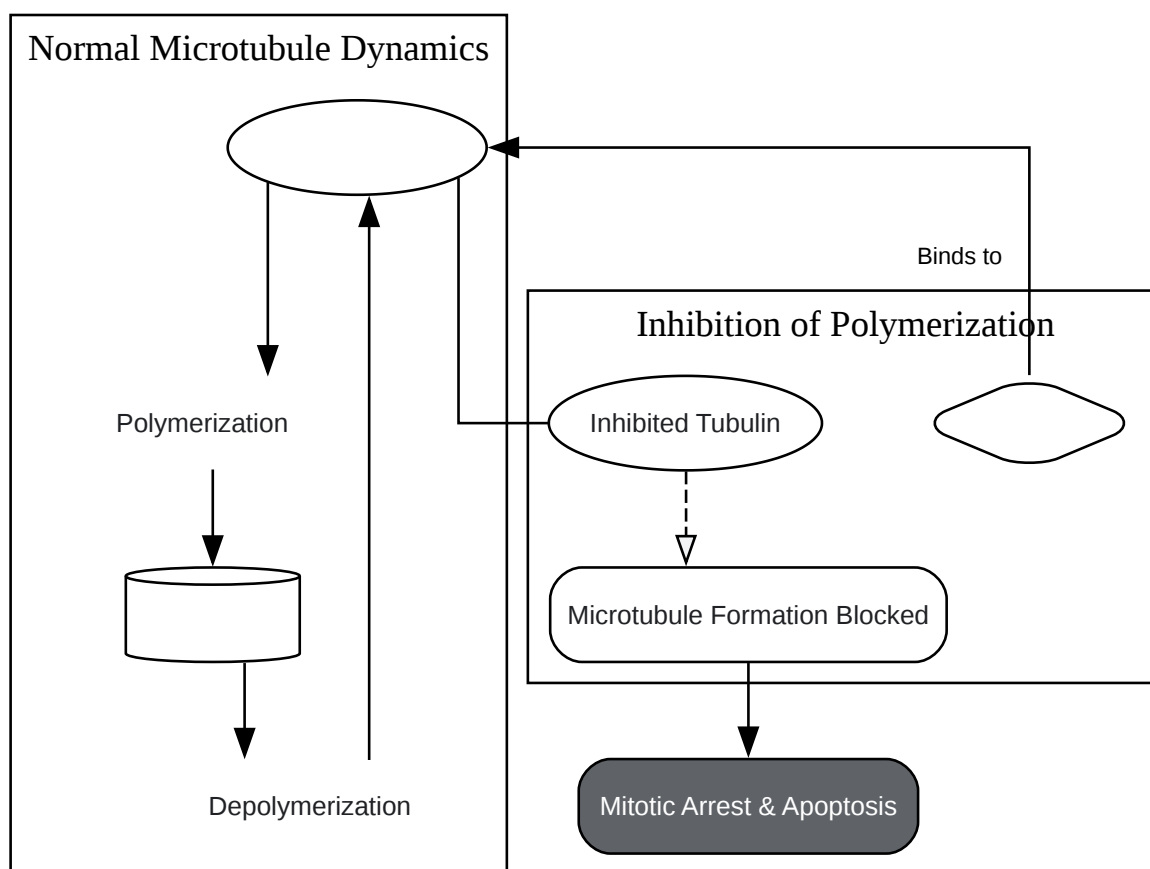 Normal Microtubule Dynamics
Binds to
Inhibition of Polymerization
Polymerization
Inhibited Tubulin
Microtubule Formation Blocked
Depolymerization
Mitotic Arrest & Apoptosis